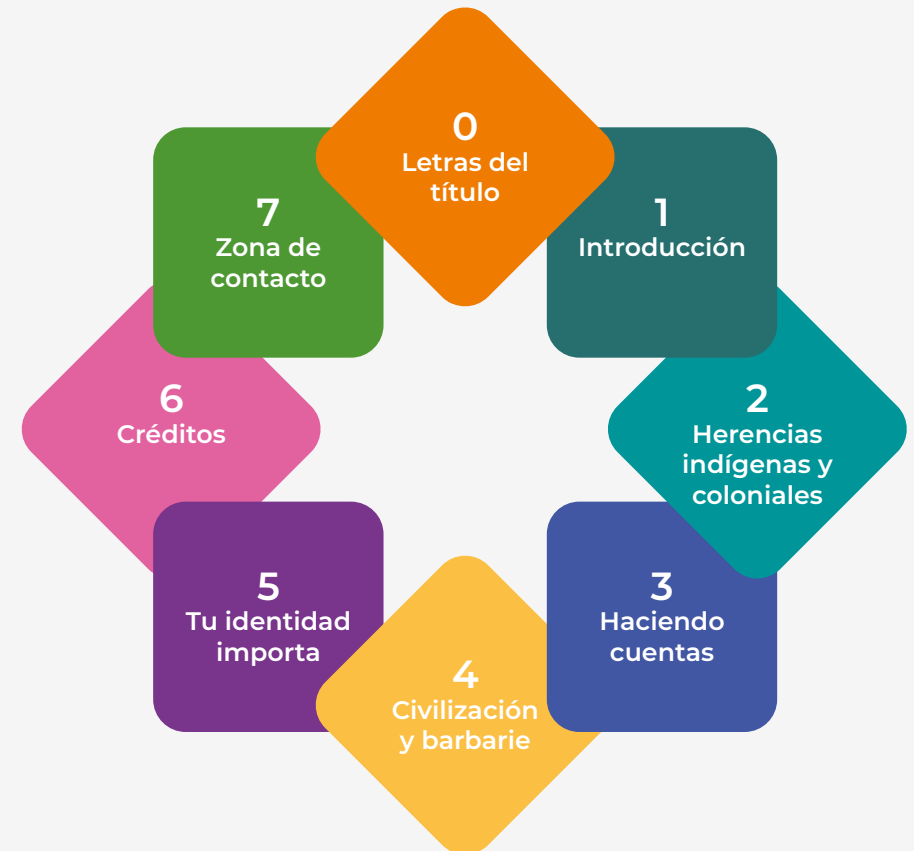 0
Letras del
título
1
Introducción
2
Herencias
indígenas y
coloniales
3
Haciendo
cuentas
4
Civilización
y barbarie
5
Tu identidad
importa
6
Créditos
7
Zona de
contacto